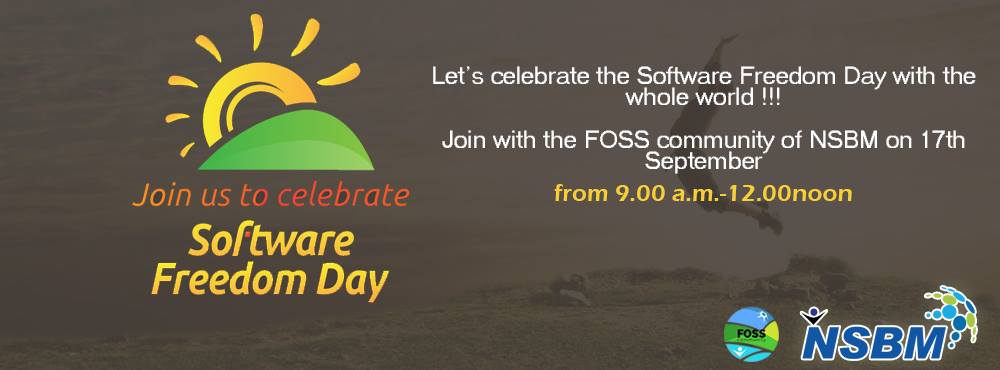 Join us to celebrate
Software
Freedom Day
Let's celebrate the Software Freedom Day with the
whole world !!!
Join with the FOSS community of NSBM on 17th
September
from 9.00 a.m.-12.00noon
FOSS
NSBM